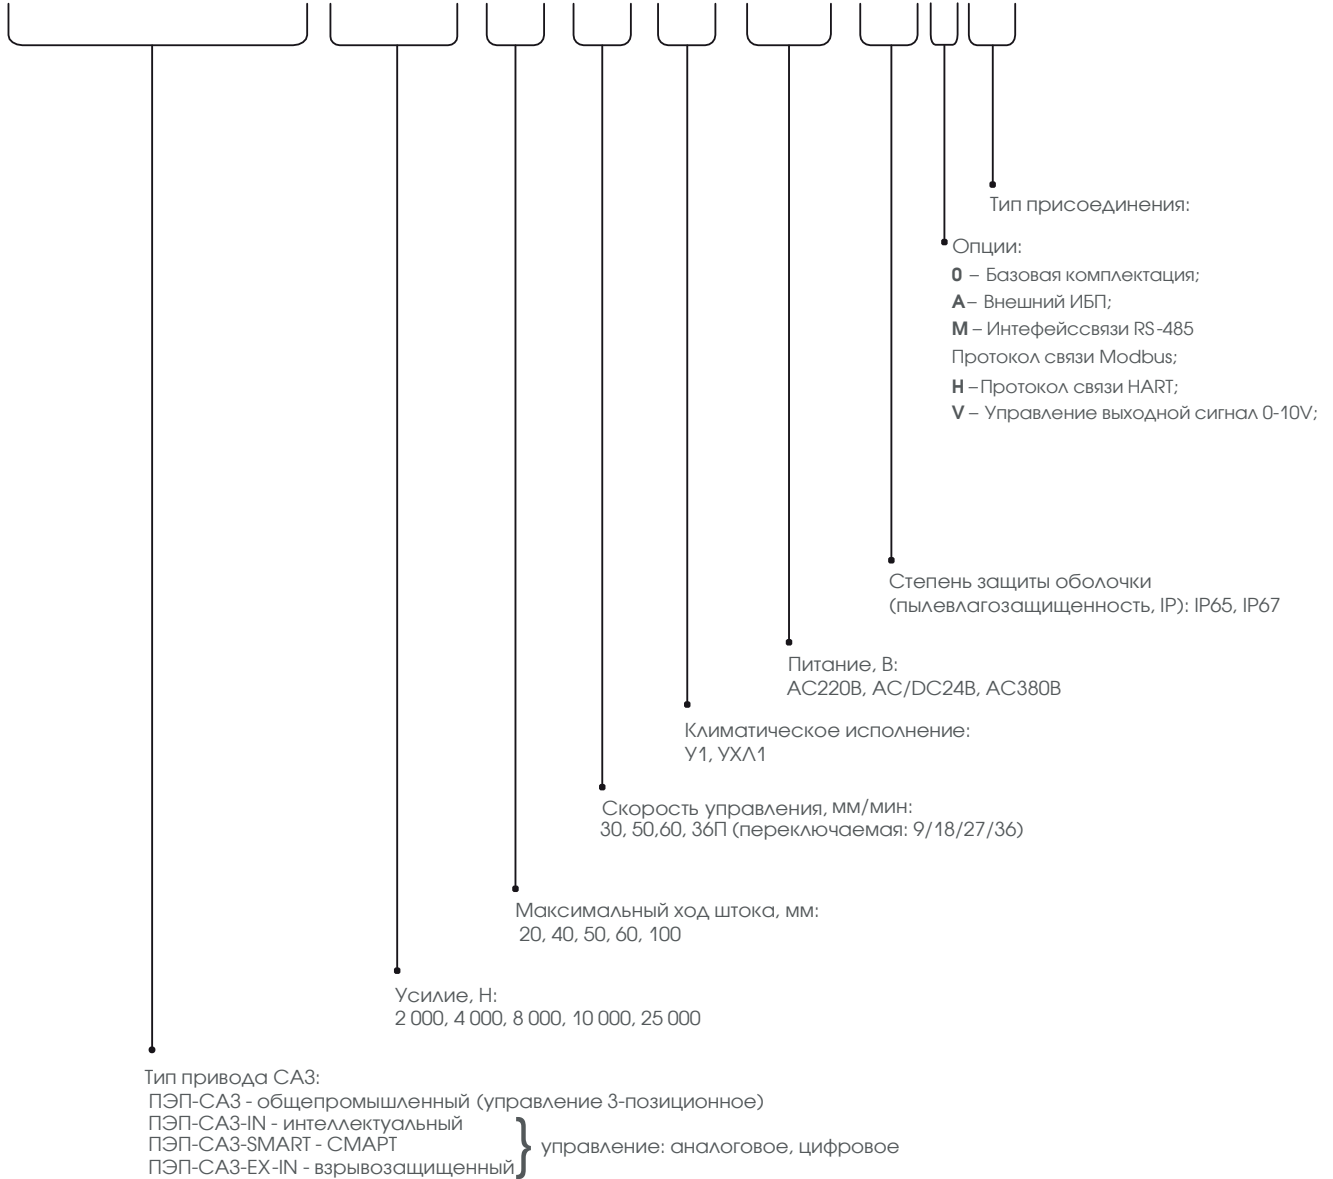 Тип присоединения:
Опции:
0 – Базовая комплектация;
А– Внешний ИБП;
М – Интефейссвязи RS-485
Протокол связи Modbus;
Н –Протокол связи HART;
V – Управление выходной сигнал 0-10V;
Степень защиты оболочки
(пылевлагозащищенность, IP): IP65, IP67
Питание, В:
АС220В, AC/DC24В, АС380В
Климатическое исполнение:
У1, УХЛ1
Скорость управления, мм/мин:
30, 50,60, 36П (переключаемая: 9/18/27/36)
Максимальный ход штока, мм:
20, 40, 50, 60, 100
Усилие, Н:
2 000, 4 000, 8 000, 10 000, 25 000
Тип привода САЗ:
ПЭП-САЗ - общепромышленный (управление 3-позиционное)
ПЭП-САЗ-IN - интеллектуальный
ПЭП-САЗ-SMART - СМАРТ
} управление: аналоговое, цифровое
ПЭП-САЗ-EX-IN - взрывозащищенный